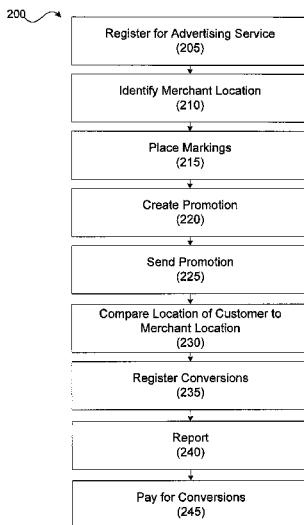 200
Register for Advertising Service
(205)
Identify Merchant Location
(210)
Place Markings
(215)
Create Promotion
(220)
Send Promotion
(225)
Compare Location of Customer to
Merchant Location
(230)
Register Conversions
(235)
Report
(240)
Pay for Conversions
(245)